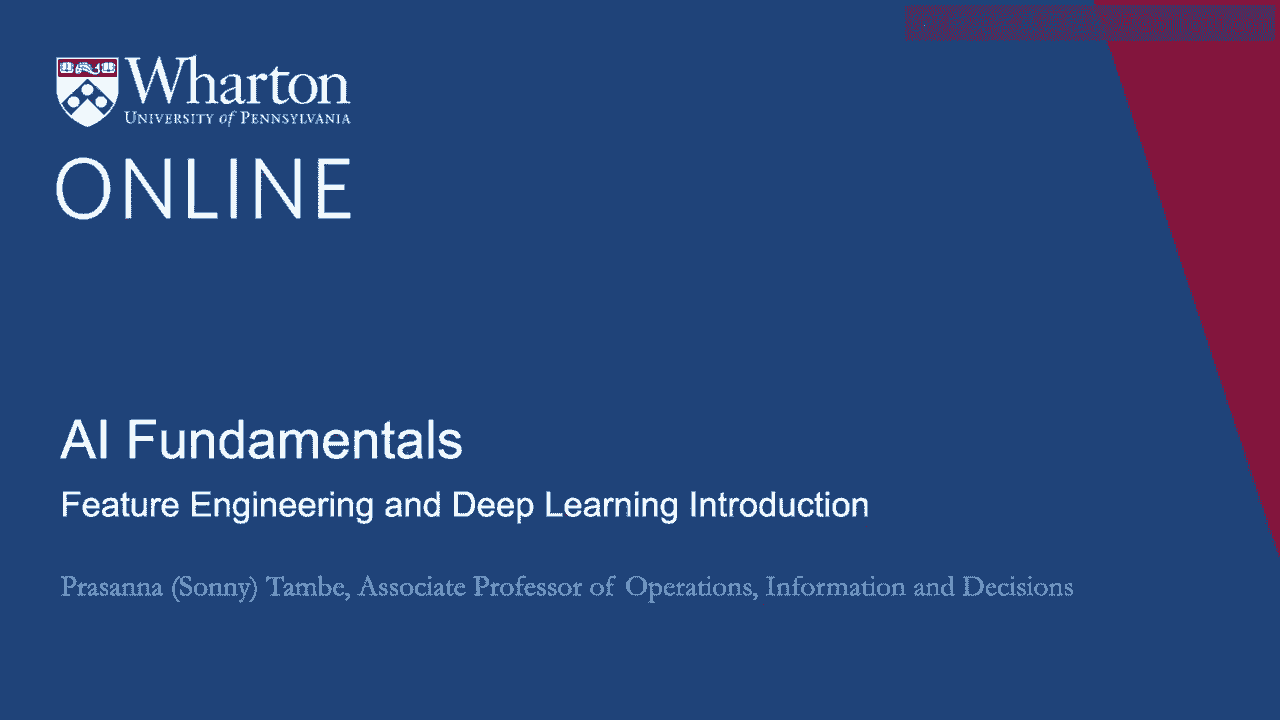 Wharton
UNIVERSITY of PENNSYLVANIA
ONLINE
AI Fundamentals
Feature Engineering and Deep Learning Introduction
Prasanna (Sonny) Tambe, Associate Professor of Operations, Information and Decisions